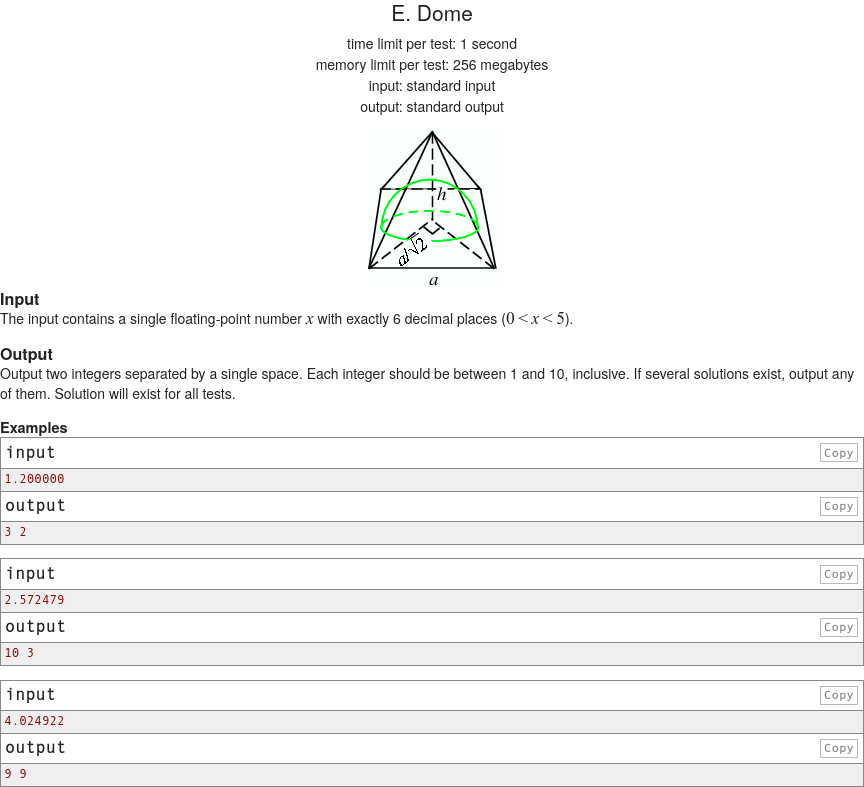 E. Dome
time limit per test: 1 second
memory limit per test: 256 megabytes
input: standard input
output: standard output
h
a/√2
a
Input
The input contains a single floating-point number x with exactly 6 decimal places (0 < x < 5).
Output
Output two integers separated by a single space. Each integer should be between 1 and 10, inclusive. If several solutions exist, output any
of them. Solution will exist for all tests.
Examples
input
Copy
1.200000
output
Copy
3 2
input
Copy
2.572479
output
Copy
10 3
input
Copy
4.024922
output
Copy
9 9